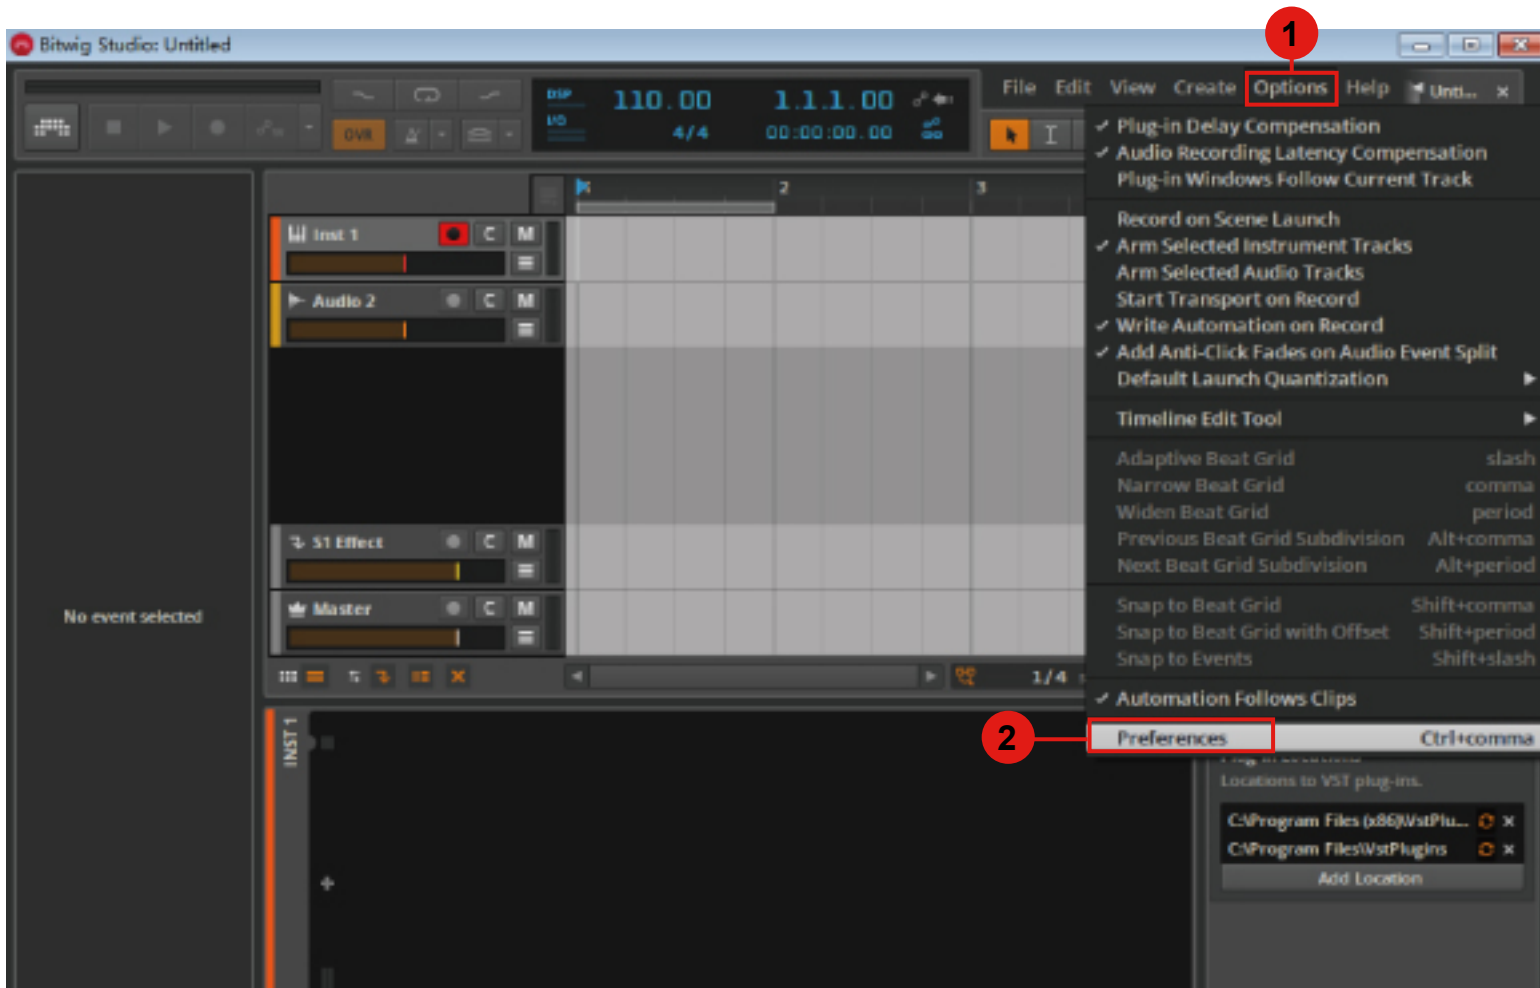 1
Bitwig Studio: Untitled
File Edit View Create Options Help Unti...
DSP 110.00 1.1.1.00
I/O 4/4 00:00:00.00
OVR
Plug-in Delay Compensation
Audio Recording Latency Compensation
Plug-in Windows Follow Current Track
Record on Scene Launch
Arm Selected Instrument Tracks
Arm Selected Audio Tracks
Start Transport on Record
Write Automation on Record
Add Anti-Click Fades on Audio Event Split
Default Launch Quantization
Timeline Edit Tool
Adaptive Beat Grid slash
Narrow Beat Grid comma
Widen Beat Grid period
Previous Beat Grid Subdivision Alt+comma
Next Beat Grid Subdivision Alt+period
Snap to Beat Grid Shift+comma
Snap to Beat Grid with Offset Shift+period
Snap to Events Shift+slash
Automation Follows Clips
2
Preferences Ctrl+comma
2 3
Inst 1 C M
Audio 2 C M
S1 Effect C M
Master C M
No event selected
1/4
INST 1
Locations to VST plug-ins.
C:\Program Files (x86)\VstPlu...
C:\Program Files\VstPlugins
Add Location